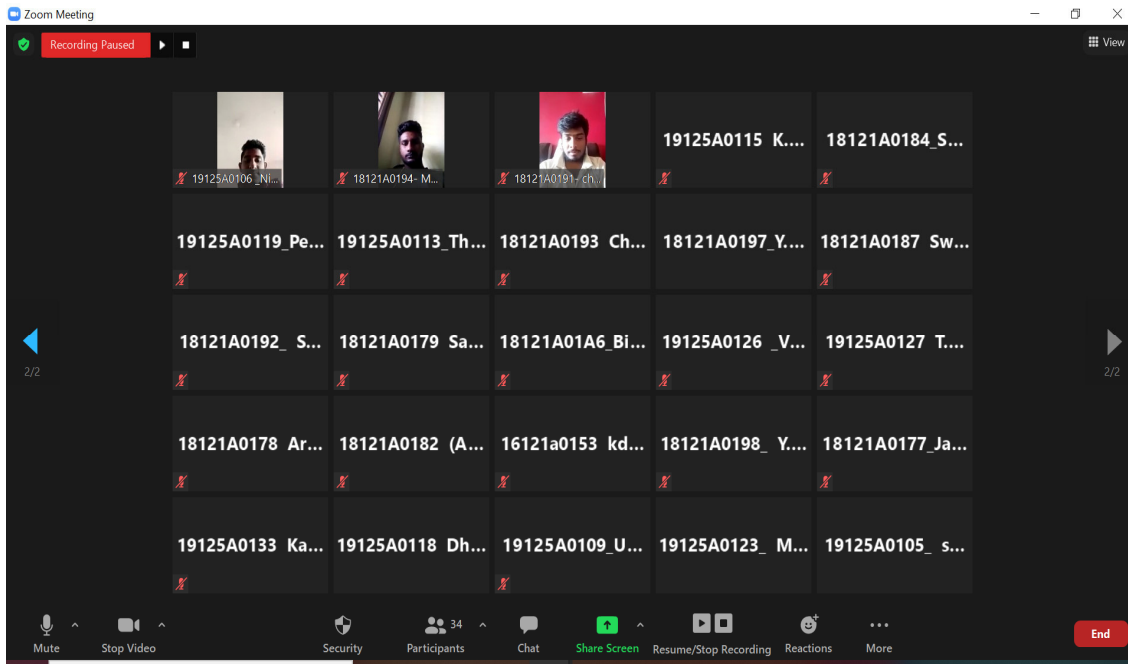 Zoom Meeting
Recording Paused
View
19125A0106 _Ni...
18121A0194- M...
18121A0191- ch...
19125A0115 K....
18121A0184_S...
19125A0119_Pe...
19125A0113_Th...
18121A0193 Ch...
18121A0197_Y....
18121A0187 Sw...
18121A0192_ S...
18121A0179 Sa...
18121A01A6_Bi...
19125A0126 _V...
19125A0127 T....
2/2
2/2
18121A0178 Ar...
18121A0182 (A...
16121a0153 kd...
18121A0198_ Y....
18121A0177_Ja...
19125A0133 Ka...
19125A0118 Dh...
19125A0109_U...
19125A0123_ M...
19125A0105_ s...
34
Mute
Stop Video
Security
Participants
Chat
Share Screen
Resume/Stop Recording
Reactions
More
End